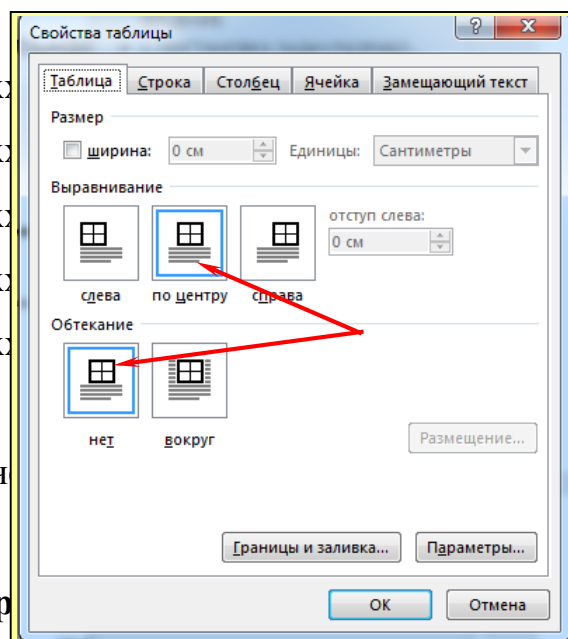 Свойства таблицы
Таблица Строка Столбец Ячейка Замещающий текст
Размер
ширина: 0 см Единицы: Сантиметры
Выравнивание
отступ слева:
0 см
слева по центру справа
Обтекание
нет вокруг
Размещение...
Границы и заливка... Параметры...
ОК Отмена